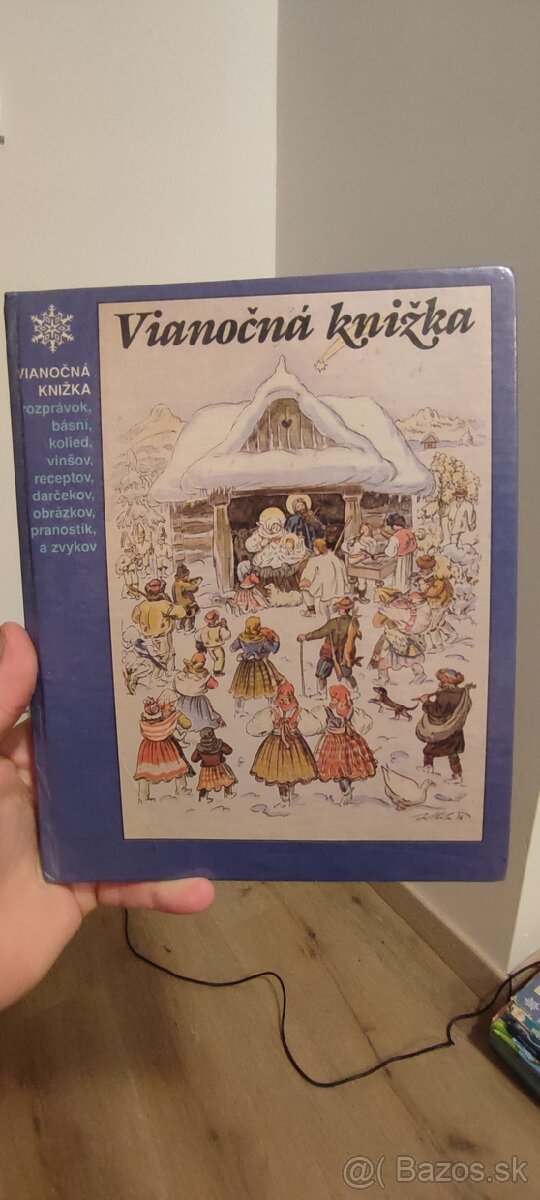 Vianočná knižka
VIANOČNÁ
KNIŽKA
rozprávok,
básní,
kolied,
vinšov,
receptov,
darčekov,
obrázkov,
pranostík,
a zvykov
@( Bazos.sk